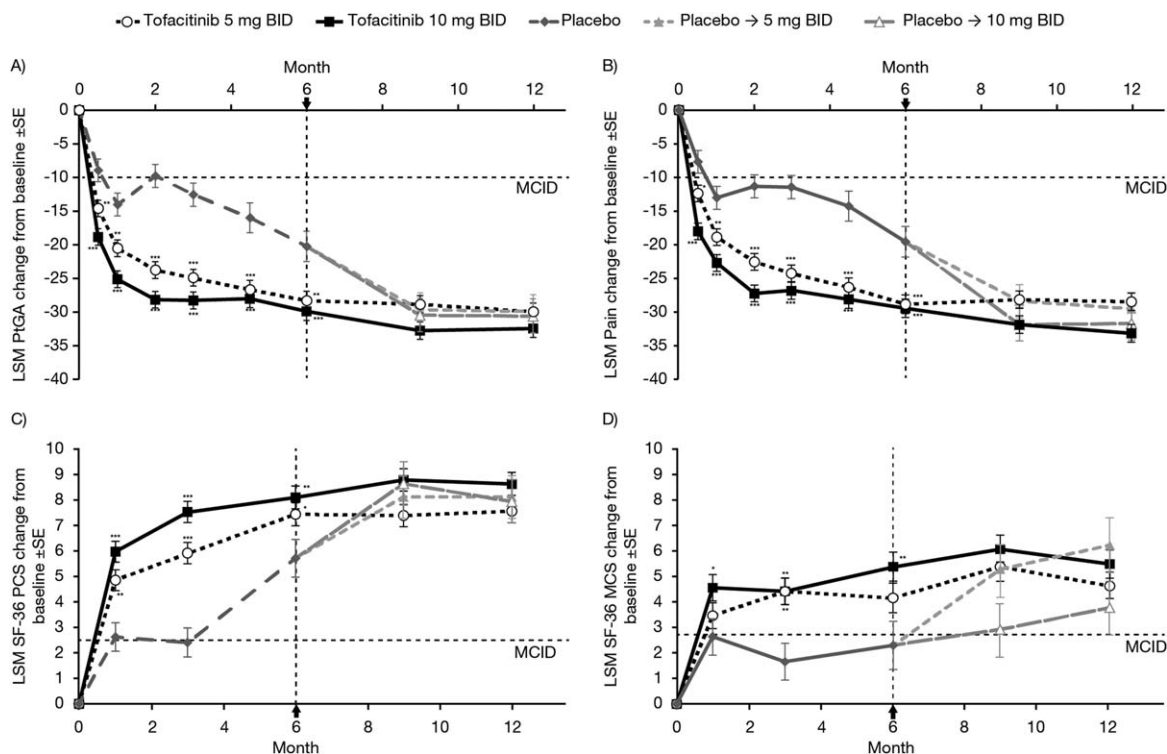 Tofacitinib 5 mg BID Tofacitinib 10 mg BID Placebo Placebo → 5 mg BID Placebo → 10 mg BID
A)
Month
0 2 4 6 8 10 12
LSM PtGA change from baseline ±SE
0
-5
-10
-15
-20
-25
-30
-35
-40
MCID
** ** *** *** *** **
*** *** *** *** *** ***
B)
Month
0 2 4 6 8 10 12
LSM Pain change from baseline ±SE
0
-5
-10
-15
-20
-25
-30
-35
-40
MCID
* ** *** *** *** ***
*** *** *** *** *** ***
C)
LSM SF-36 PCS change from
baseline ±SE
10
9
8
7
6
5
4
3
2
1
0
MCID
*** *** **
** ***
0 2 4 6 8 10 12
Month
D)
LSM SF-36 MCS change from
baseline ±SE
10
9
8
7
6
5
4
3
2
1
0
MCID
* ** **
**
0 2 4 6 8 10 12
Month